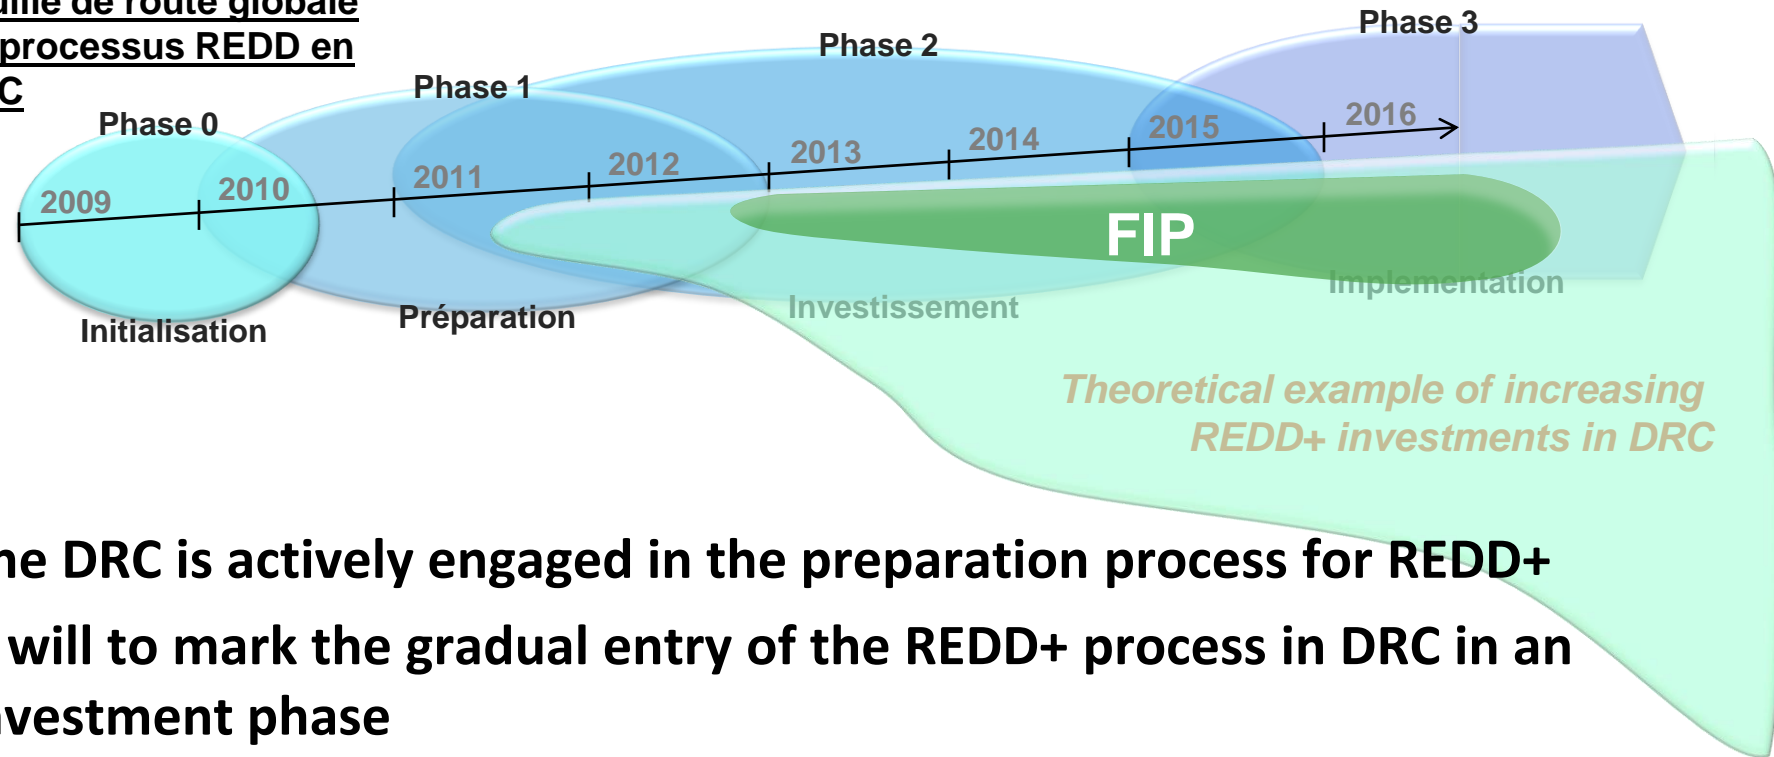 de route globale
processus REDD en
Phase 3
Phase 2
Phase 1
Phase 0
2016
2015
2014
2013
2012
2011
2010
2009
FIP
Implementation
Investissement
Préparation
Initialisation
Theoretical example of increasing
REDD+ investments in DRC
DRC is actively engaged in the preparation process for REDD+
will to mark the gradual entry of the REDD+ process in DRC in an
phase